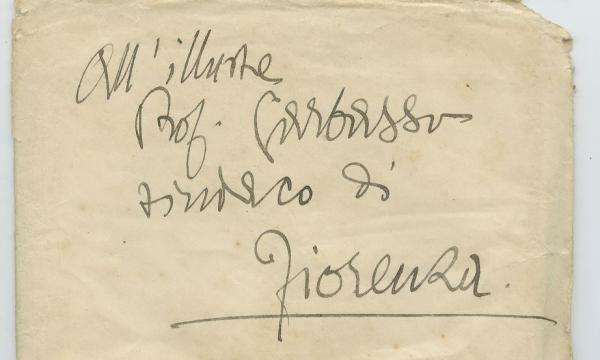 All'illustre
Prof. Garbasso
sindaco di
Fiorenza.